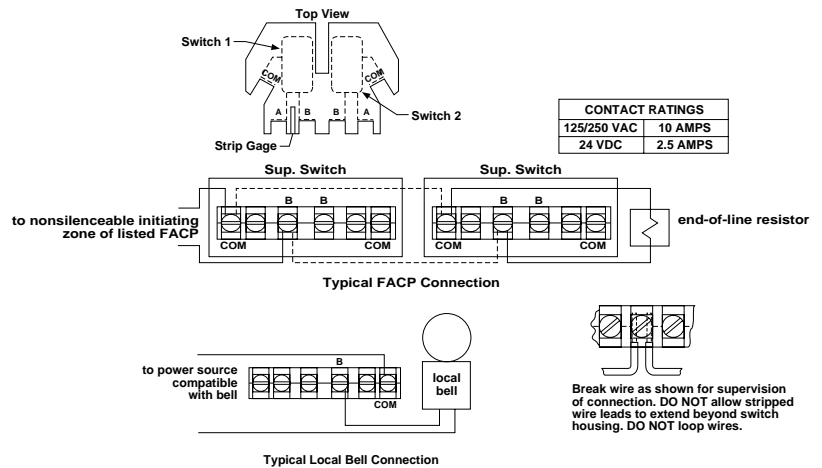 Top View
Switch 1
COM
COM
A
B
B
A
Switch 2
Strip Gage
CONTACT RATINGS
125/250 VAC 10 AMPS
24 VDC 2.5 AMPS
Sup. Switch
Sup. Switch
B B
B B
to nonsilenceable initiating
zone of listed FACP
COM COM
COM COM
end-of-line resistor
Typical FACP Connection
to power source
compatible
with bell
B
COM
local
bell
Break wire as shown for supervision
of connection. DO NOT allow stripped
wire leads to extend beyond switch
housing. DO NOT loop wires.
Typical Local Bell Connection